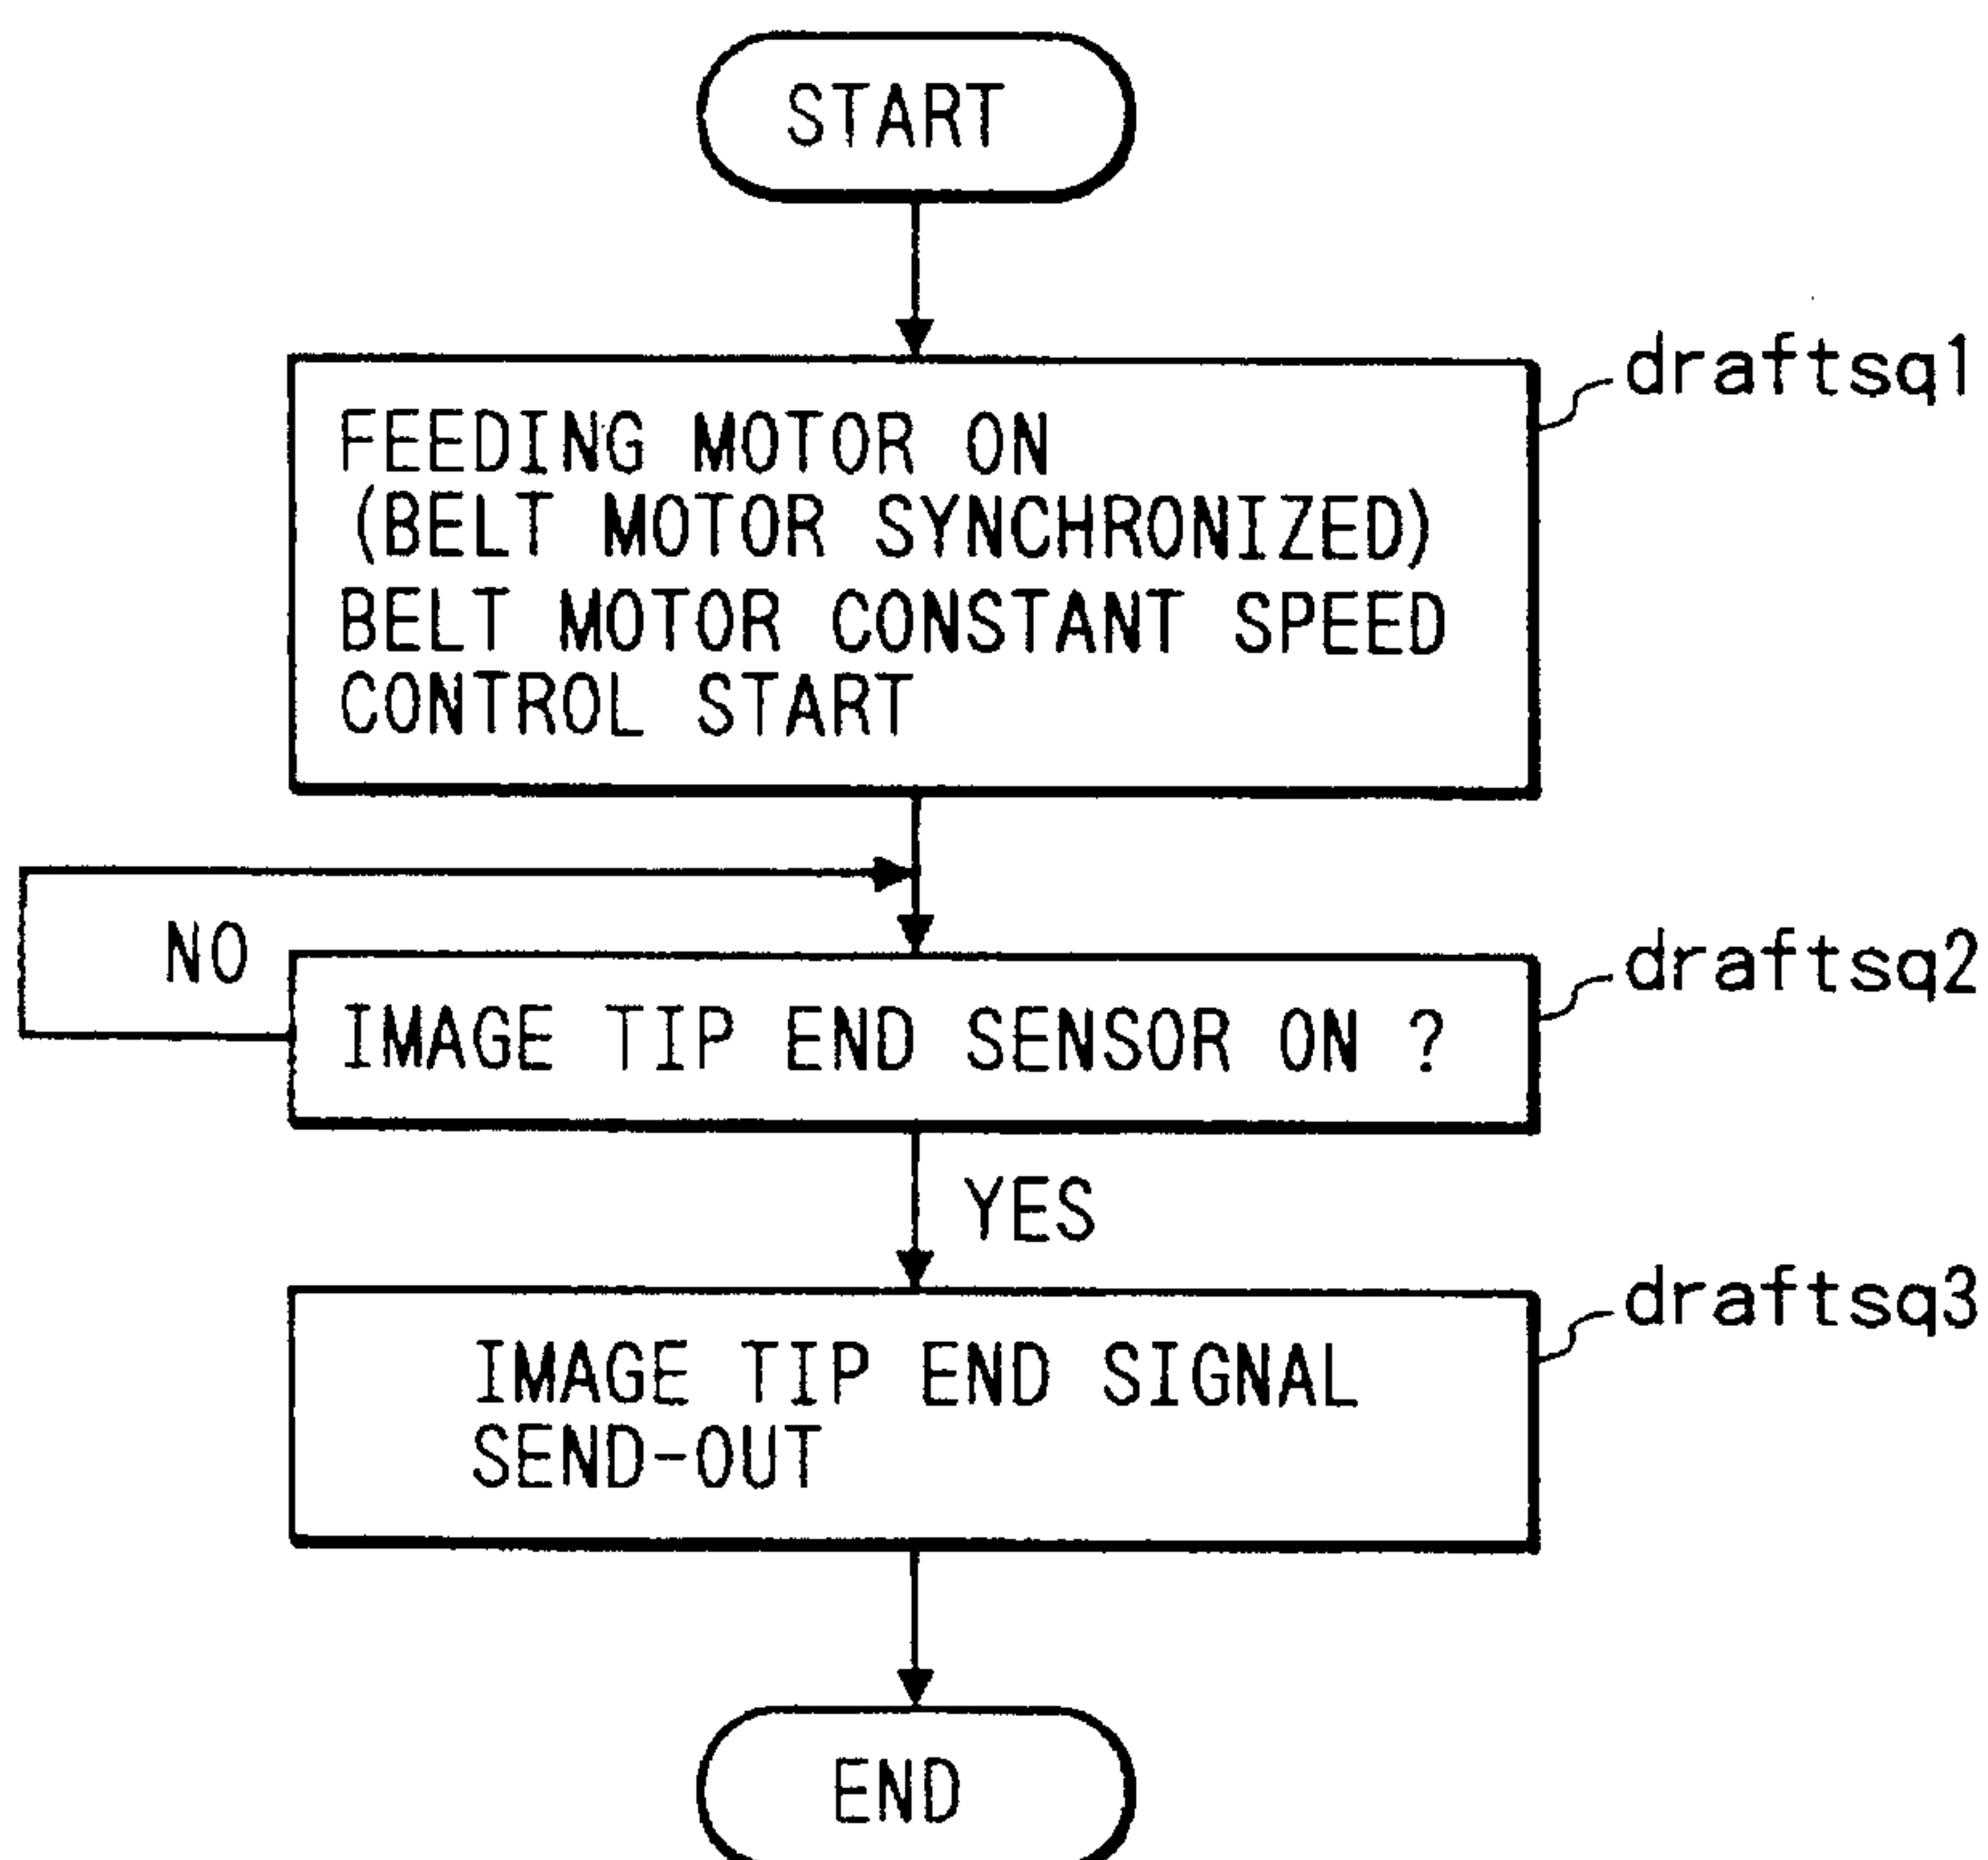 START
draftsq1
FEEDING MOTOR ON
(BELT MOTOR SYNCHRONIZED)
BELT MOTOR CONSTANT SPEED
CONTROL START
NO
draftsq2
IMAGE TIP END SENSOR ON ?
YES
draftsq3
IMAGE TIP END SIGNAL
SEND-OUT
END